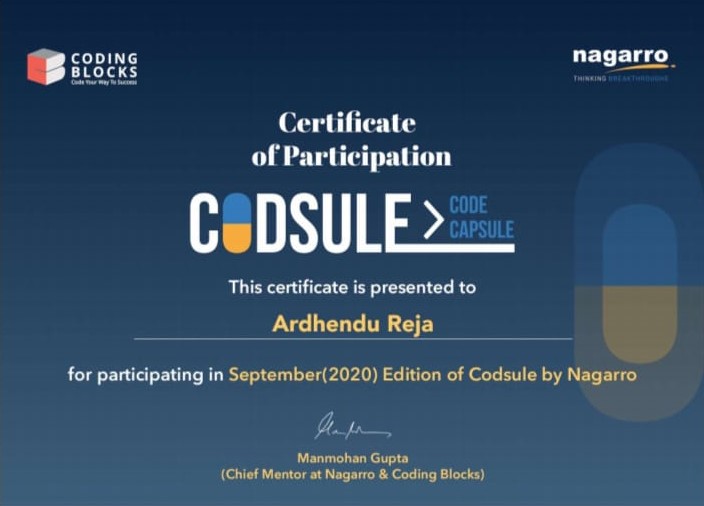 CODING
BLOCKS
Code Your Way To Success
nagarro
THINKING BREAKTHROUGHS
Certificate
of Participation
CODSULE
CODE
CAPSULE
This certificate is presented to
Ardhendu Reja
for participating in September(2020) Edition of Codsule by Nagarro
Manmohan Gupta
(Chief Mentor at Nagarro & Coding Blocks)